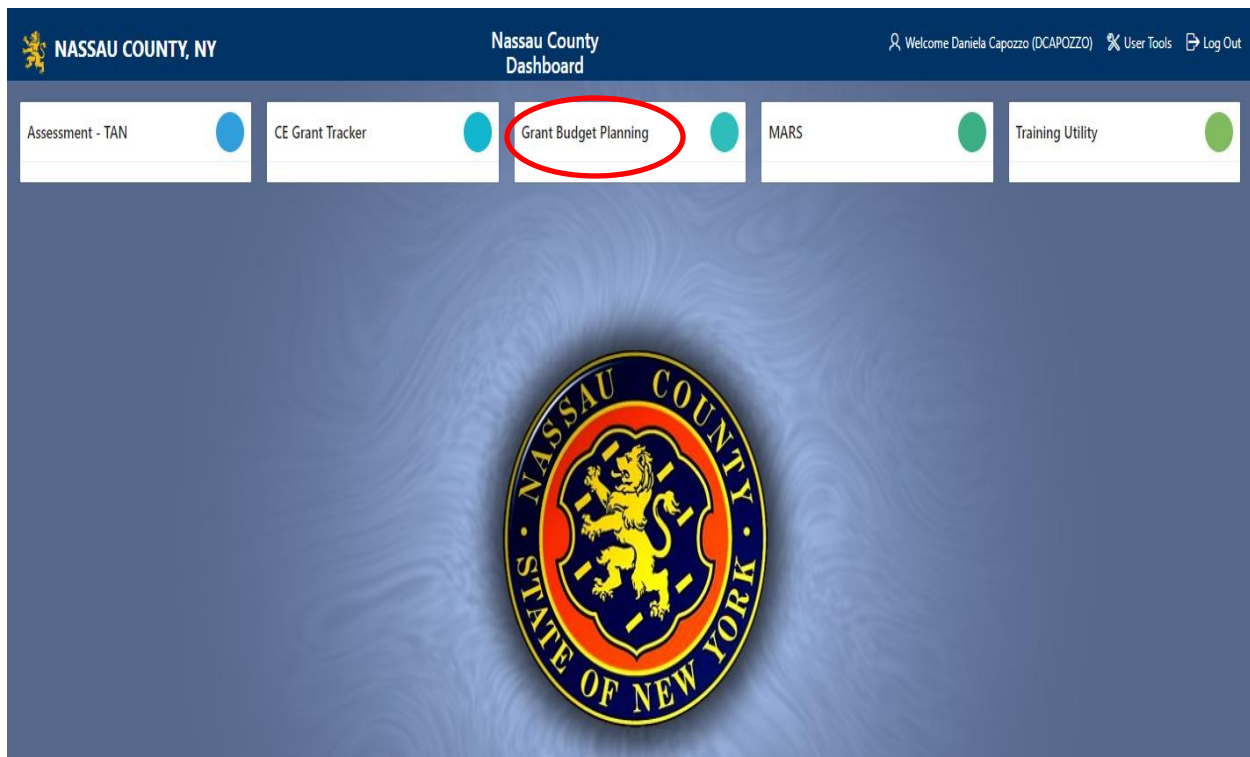 NASSAU COUNTY, NY
Nassau County
Dashboard
Welcome Daniela Capozzo (DCAPOZZO) User Tools Log Out
Assessment - TAN
CE Grant Tracker
Grant Budget Planning
MARS
Training Utility
NASSAU COUNTY
STATE OF NEW YORK